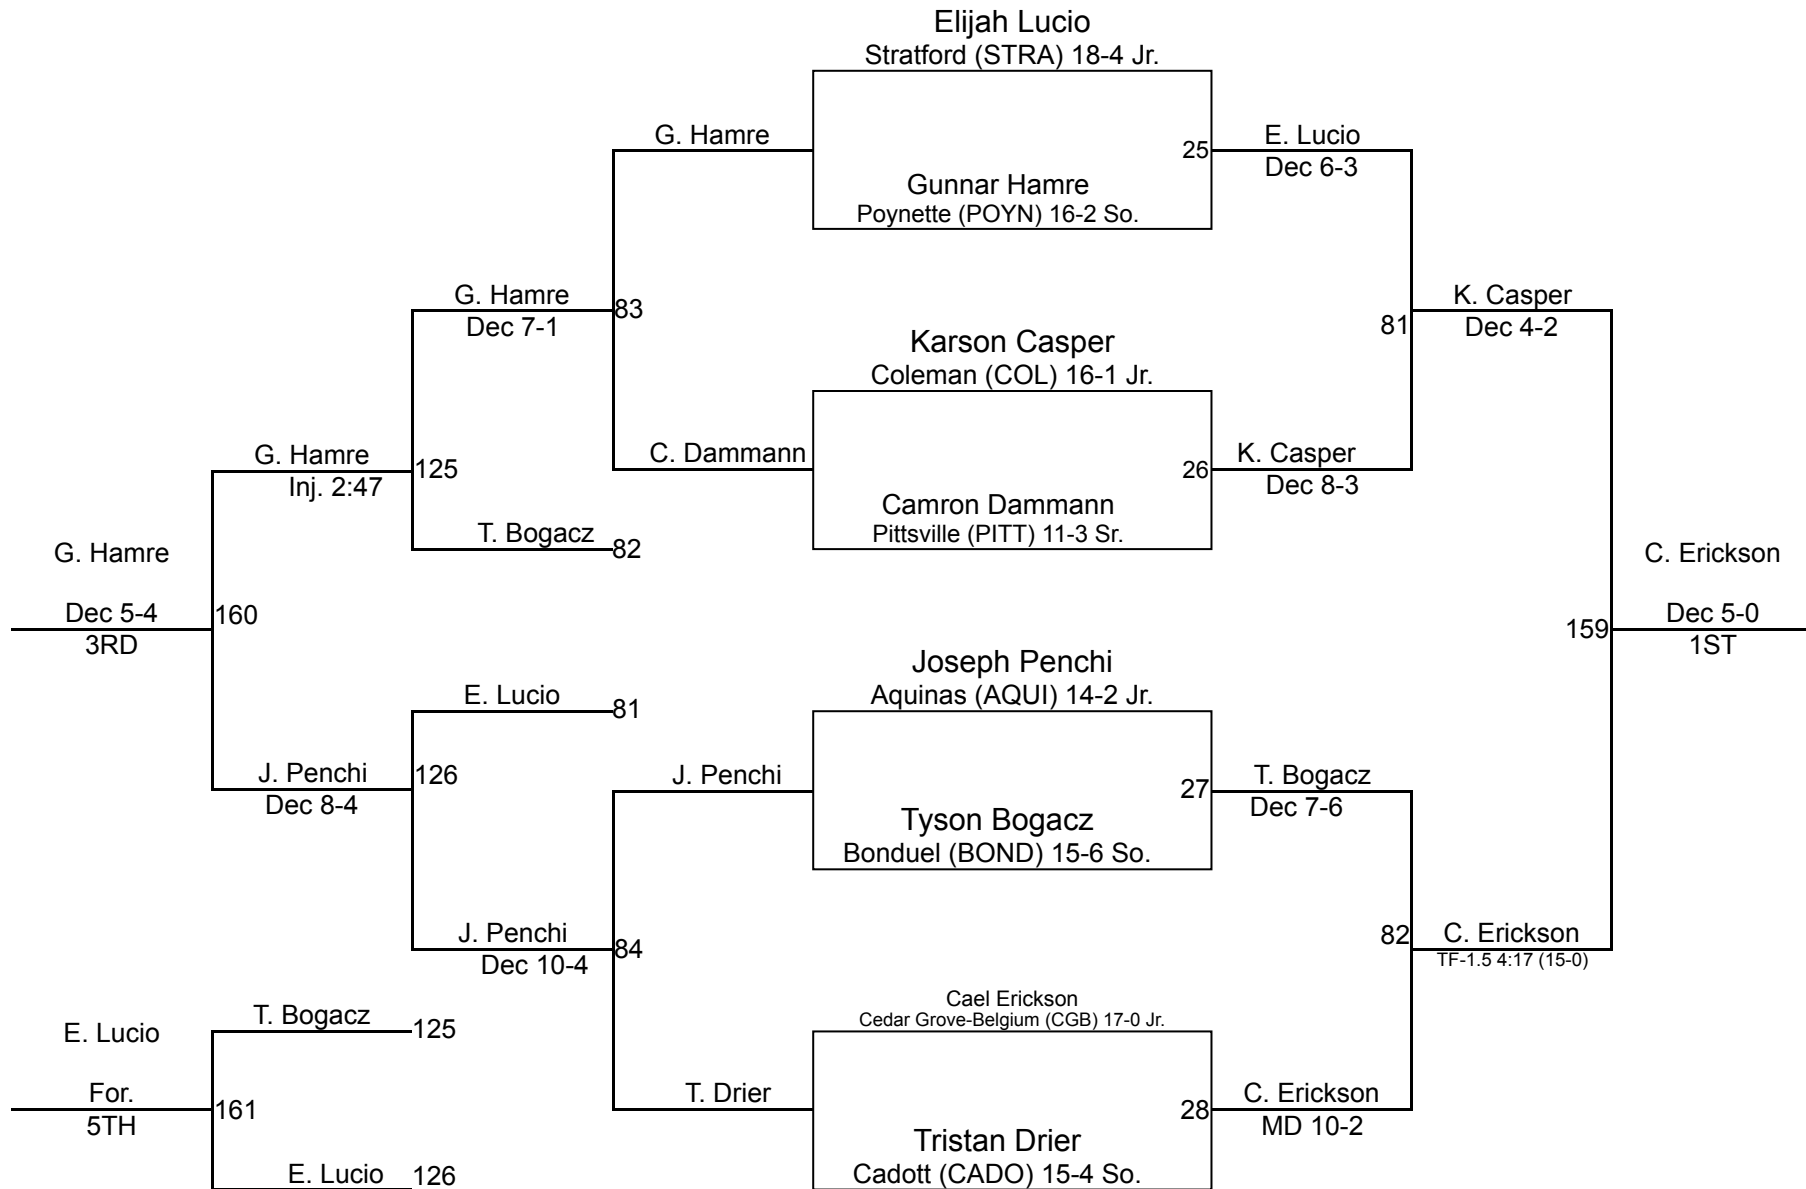 Elijah Lucio
Stratford (STRA) 18-4 Jr.
G. Hamre
25
E. Lucio
Dec 6-3
Gunnar Hamre
Poynette (POYN) 16-2 So.
G. Hamre
Dec 7-1
83
81
K. Casper
Dec 4-2
Karson Casper
Coleman (COL) 16-1 Jr.
G. Hamre
Inj. 2:47
125
C. Dammann
26
K. Casper
Dec 8-3
Camron Dammann
Pittsville (PITT) 11-3 Sr.
T. Bogacz
82
G. Hamre
Dec 5-4
3RD
160
C. Erickson
159
Dec 5-0
1ST
Joseph Penchi
Aquinas (AQUI) 14-2 Jr.
E. Lucio
81
J. Penchi
Dec 8-4
126
J. Penchi
27
T. Bogacz
Dec 7-6
Tyson Bogacz
Bonduel (BOND) 15-6 So.
J. Penchi
Dec 10-4
84
82
C. Erickson
TF-1.5 4:17 (15-0)
Cael Erickson
Cedar Grove-Belgium (CGB) 17-0 Jr.
T. Bogacz
125
E. Lucio
For.
5TH
161
T. Drier
28
C. Erickson
MD 10-2
Tristan Drier
Cadott (CADO) 15-4 So.
E. Lucio
126